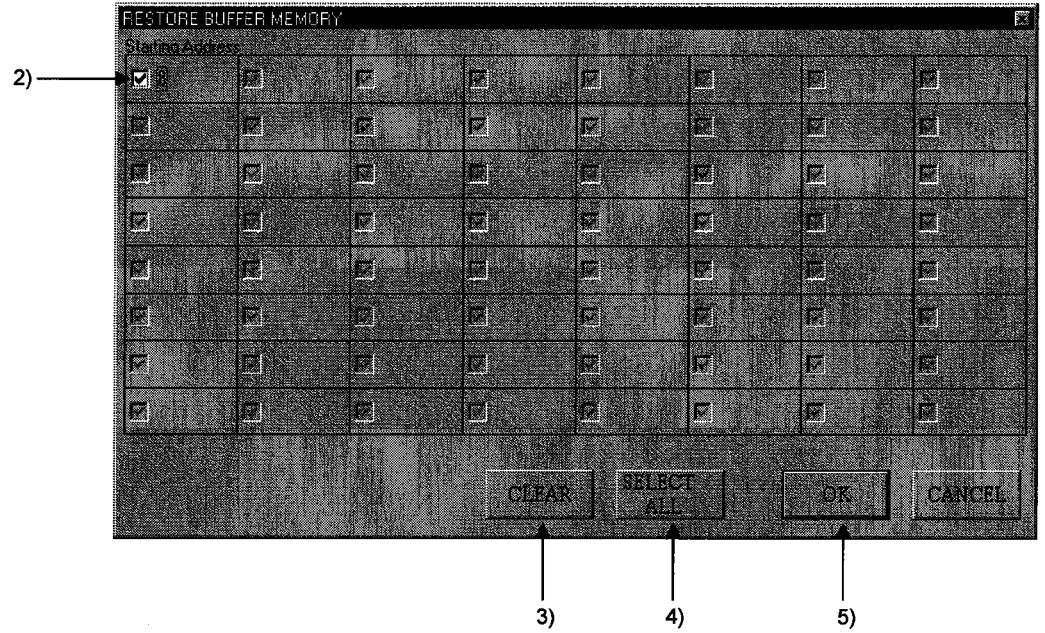 RESTORE BUFFER MEMORY
Starting Address
2)
CLEAR
SELECT
ALL
OK
CANCEL
3)
4)
5)